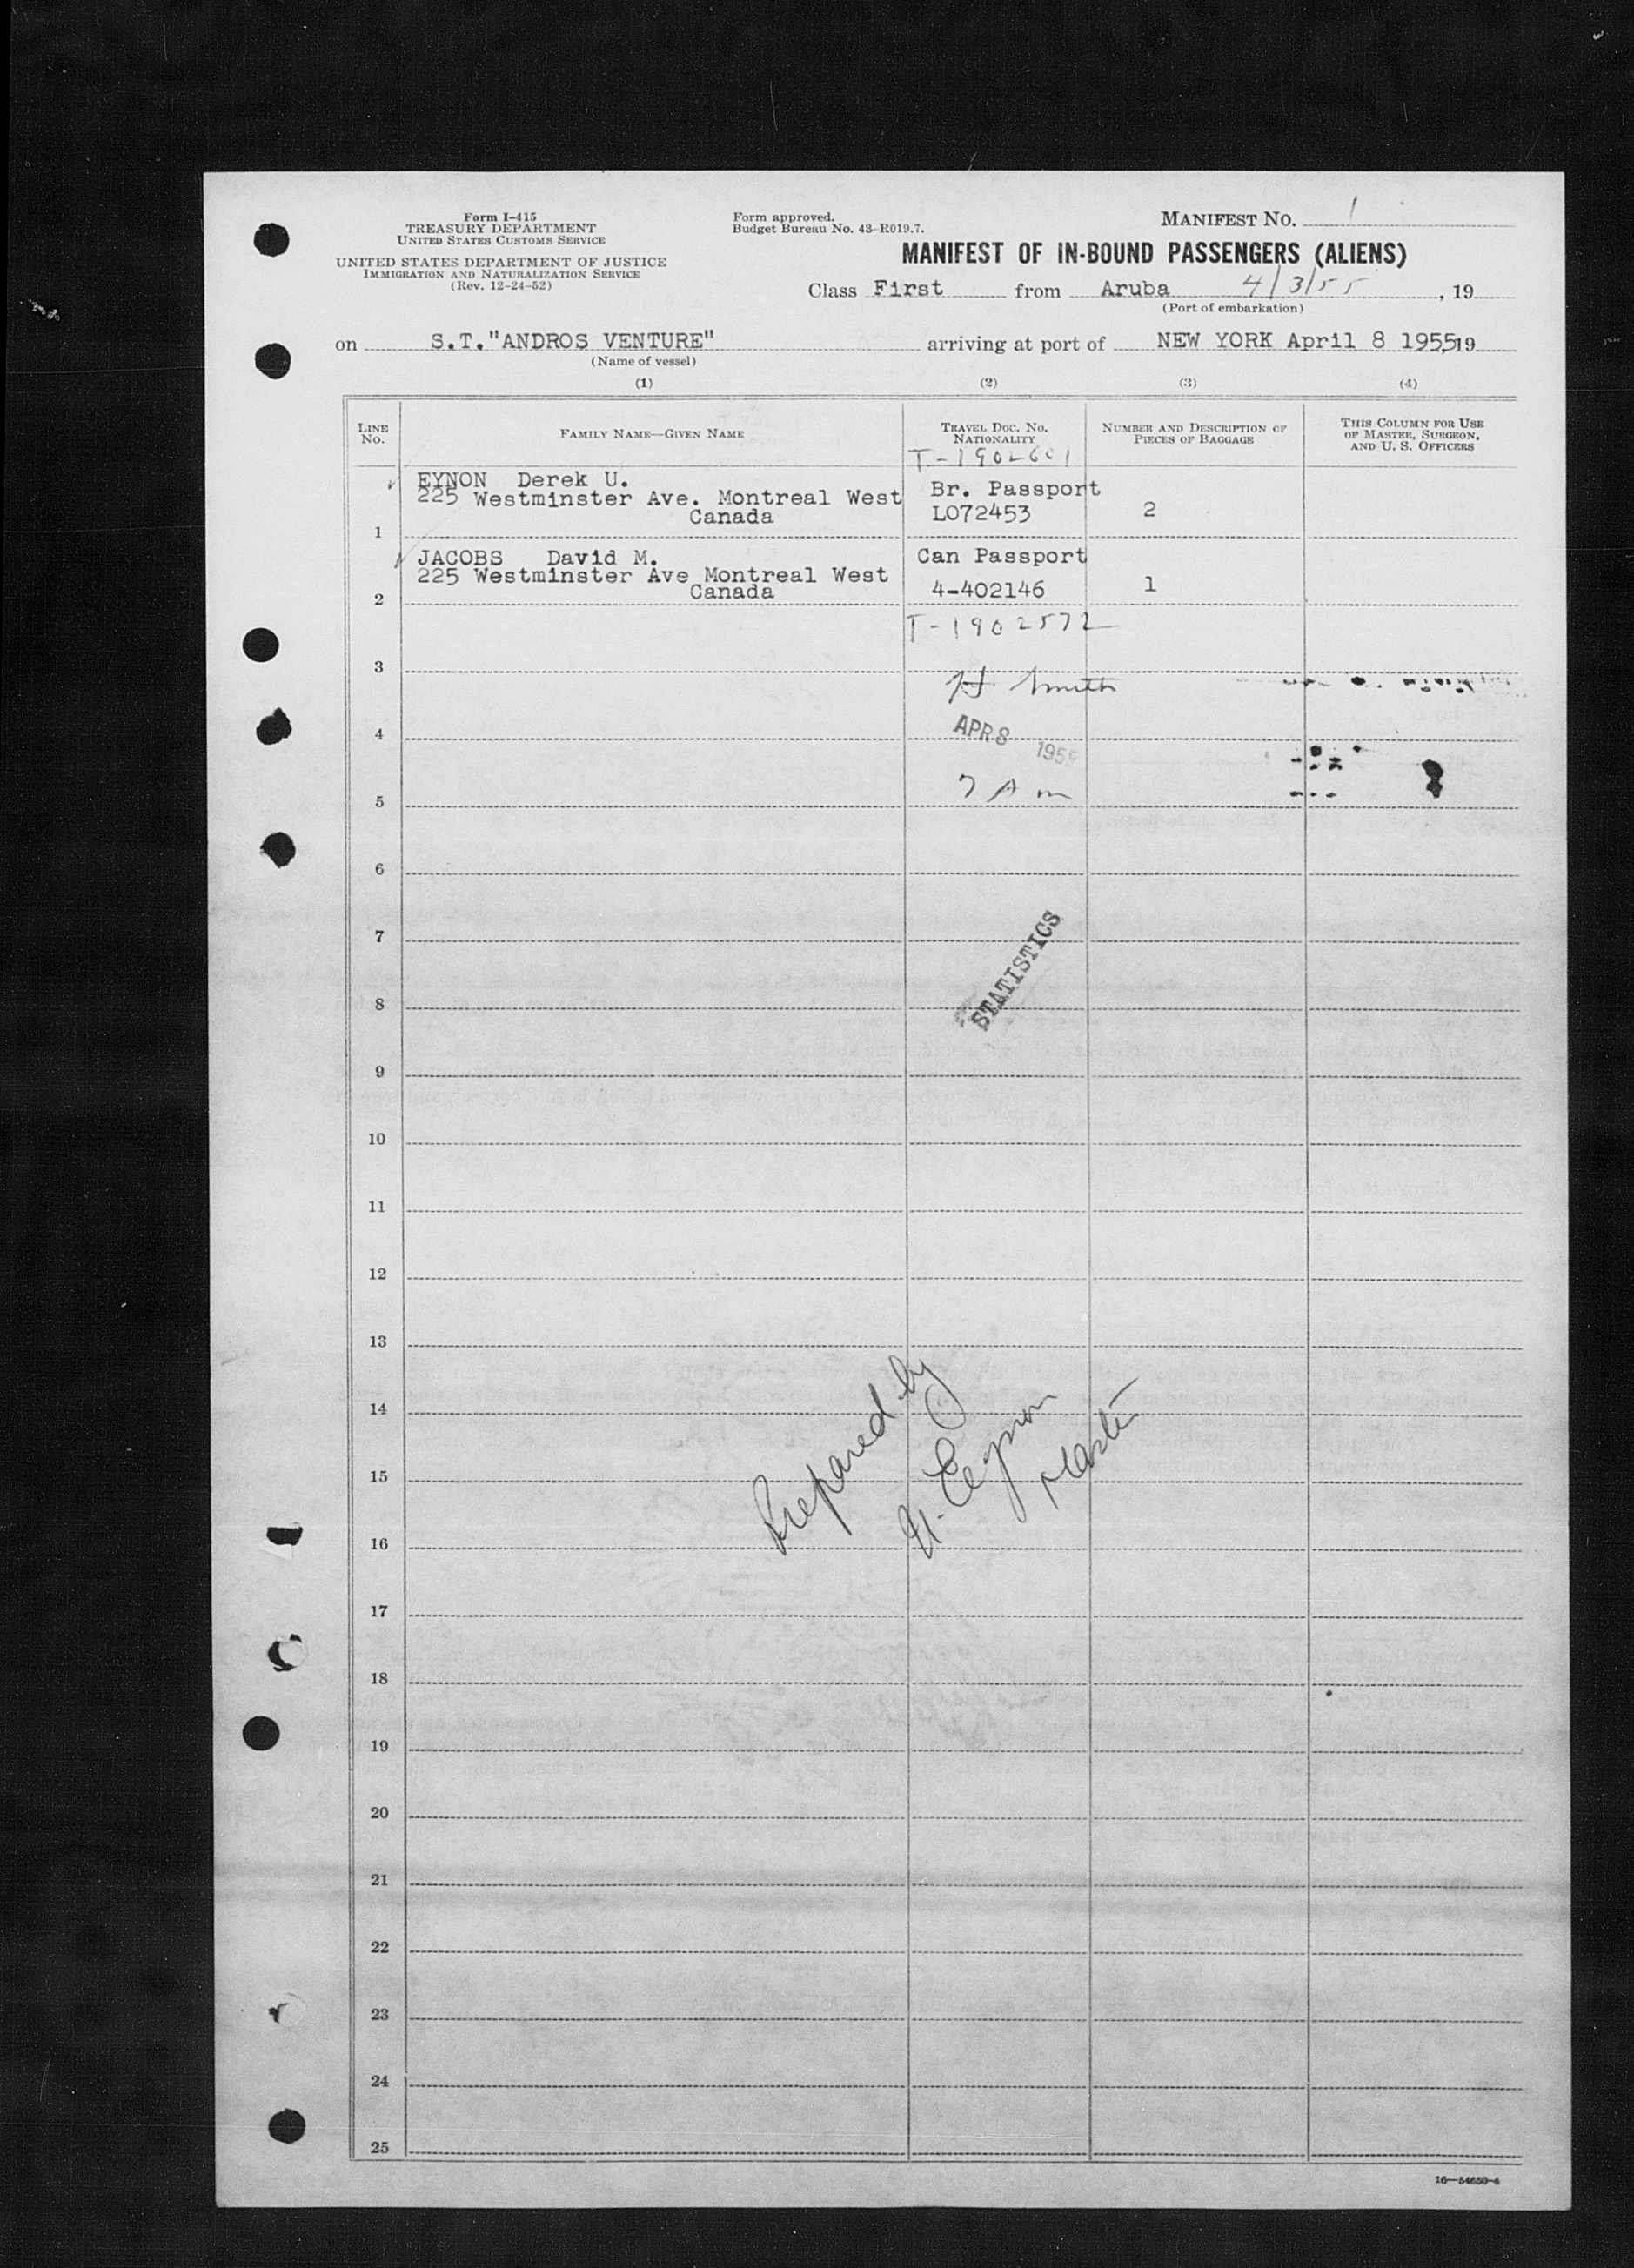 Form I-415
TREASURY DEPARTMENT
UNITED STATES CUSTOMS SERVICE
UNITED STATES DEPARTMENT OF JUSTICE
IMMIGRATION AND NATURALIZATION SERVICE
(Rev. 12-24-52)
Form approved.
Budget Bureau No. 43-R019.7.
MANIFEST NO. 1
MANIFEST OF IN-BOUND PASSENGERS (ALIENS)
Class First from Aruba 4/3/55, 19
(Port of embarkation)
on S.T."ANDROS VENTURE" arriving at port of NEW YORK April 8 1955 19
(Name of vessel)
(1) (2) (3) (4)
LINE NO.
FAMILY NAME—GIVEN NAME
TRAVEL DOC. NO. NATIONALITY
NUMBER AND DESCRIPTION OF PIECES OF BAGGAGE
THIS COLUMN FOR USE OF MASTER, SURGEON, AND U. S. OFFICERS
T-1902601
EYNON Derek U. Br. Passport
225 Westminster Ave. Montreal West
Canada L072453 2
1
JACOBS David M. Can Passport
225 Westminster Ave Montreal West
Canada 4-402146 1
2
T-1902572
3
H Smith
APR 8 195
4
7 Am
5
6
7
STATISTICS
8
9
10
11
12
13
14
Prepared by
Eynon
Master
15
16
17
18
19
20
21
22
23
24
25
16—54650-4